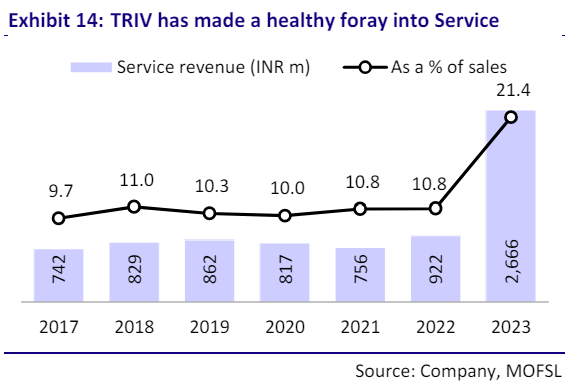 Exhibit 14: TRIV has made a healthy foray into Service
Service revenue (INR m) As a % of sales
21.4
9.7 11.0 10.3 10.0 10.8 10.8
742 829 862 817 756 922 2,666
2017 2018 2019 2020 2021 2022 2023
Source: Company, MOFSL